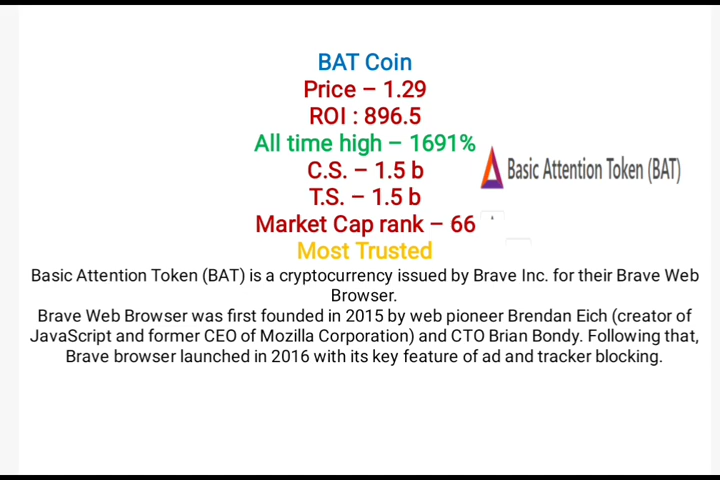 BAT Coin
Price – 1.29
ROI : 896.5
All time high – 1691%
C.S. – 1.5 b
T.S. – 1.5 b
Market Cap rank – 66
Most Trusted
Basic Attention Token (BAT)
Basic Attention Token (BAT) is a cryptocurrency issued by Brave Inc. for their Brave Web
Browser.
Brave Web Browser was first founded in 2015 by web pioneer Brendan Eich (creator of
JavaScript and former CEO of Mozilla Corporation) and CTO Brian Bondy. Following that,
Brave browser launched in 2016 with its key feature of ad and tracker blocking.